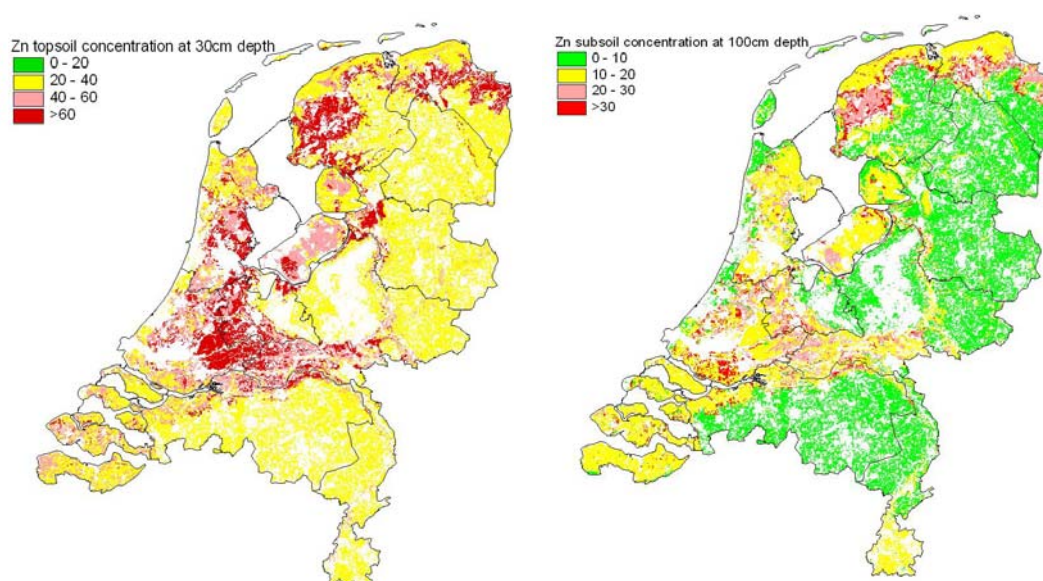 Zn topsoil concentration at 30cm depth
0 - 20
20 - 40
40 - 60
>60
Zn subsoil concentration at 100cm depth
0 - 10
10 - 20
20 - 30
>30